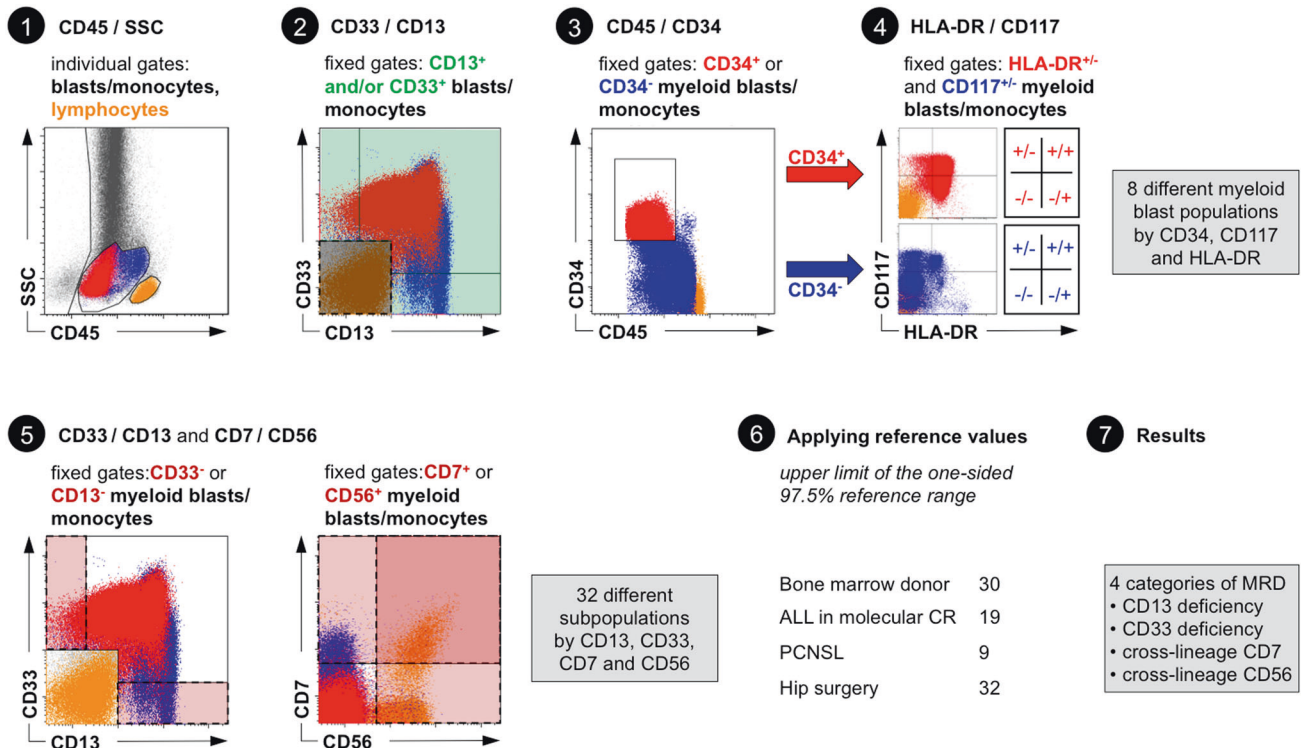 1 CD45 / SSC
individual gates:
blasts/monocytes,
lymphocytes
SSC
CD45
2 CD33 / CD13
fixed gates: CD13+
and/or CD33+ blasts/
monocytes
CD33
CD13
3 CD45 / CD34
fixed gates: CD34+ or
CD34- myeloid blasts/
monocytes
CD34
CD45
CD34+
CD34-
4 HLA-DR / CD117
fixed gates: HLA-DR+/-
and CD117+/- myeloid
blasts/monocytes
+/- +/+
-/- -/+
+/- +/+
-/- -/+
CD117
HLA-DR
8 different myeloid
blast populations
by CD34, CD117
and HLA-DR
5 CD33 / CD13 and CD7 / CD56
fixed gates:CD33- or
CD13- myeloid blasts/
monocytes
CD33
CD13
fixed gates:CD7+ or
CD56+ myeloid
blasts/monocytes
CD7
CD56
32 different
subpopulations
by CD13, CD33,
CD7 and CD56
6 Applying reference values
upper limit of the one-sided
97.5% reference range
Bone marrow donor 30
ALL in molecular CR 19
PCNSL 9
Hip surgery 32
7 Results
4 categories of MRD
• CD13 deficiency
• CD33 deficiency
• cross-lineage CD7
• cross-lineage CD56